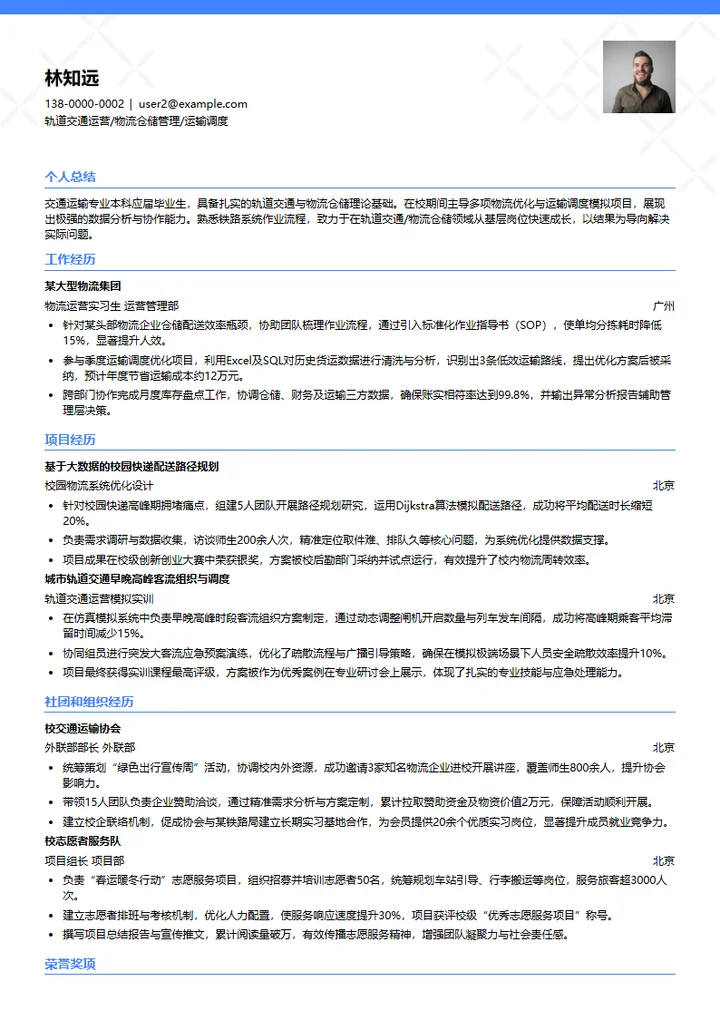 林知远
138-0000-0002 | user2@example.com
轨道交通运营/物流仓储管理/运输调度
个人总结
交通运输专业本科应届毕业生，具备扎实的轨道交通与物流仓储理论基础。在校期间主导多项物流优化与运输调度模拟项目，展现
出极强的数据分析与协作能力。熟悉铁路系统作业流程，致力于在轨道交通/物流仓储领域从基层岗位快速成长，以结果为导向解决
实际问题。
工作经历
某大型物流集团
物流运营实习生 运营管理部 广州
• 针对某头部物流企业仓储配送效率瓶颈，协助团队梳理作业流程，通过引入标准化作业指导书（SOP），使单均分拣耗时降低
15%，显著提升人效。
• 参与季度运输调度优化项目，利用Excel及SQL对历史货运数据进行清洗与分析，识别出3条低效运输路线，提出优化方案后被采
纳，预计年度节省运输成本约12万元。
• 跨部门协作完成月度库存盘点工作，协调仓储、财务及运输三方数据，确保账实相符率达到99.8%，并输出异常分析报告辅助管
理层决策。
项目经历
基于大数据的校园快递配送路径规划
校园物流系统优化设计 北京
• 针对校园快递高峰期拥堵痛点，组建5人团队开展路径规划研究，运用Dijkstra算法模拟配送路径，成功将平均配送时长缩短
20%。
• 负责需求调研与数据收集，访谈师生200余人次，精准定位取件难、排队久等核心问题，为系统优化提供数据支撑。
• 项目成果在校级创新创业大赛中荣获银奖，方案被校后勤部门采纳并试点运行，有效提升了校内物流周转效率。
城市轨道交通早晚高峰客流组织与调度
轨道交通运营模拟实训 北京
• 在仿真模拟系统中负责早晚高峰时段客流组织方案制定，通过动态调整闸机开启数量与列车发车间隔，成功将高峰期乘客平均滞
留时间减少15%。
• 协同组员进行突发大客流应急预案演练，优化了疏散流程与广播引导策略，确保在模拟极端场景下人员安全疏散效率提升10%。
• 项目最终获得实训课程最高评级，方案被作为优秀案例在专业研讨会上展示，体现了扎实的专业技能与应急处理能力。
社团和组织经历
校交通运输协会
外联部部长 外联部 北京
• 统筹策划“绿色出行宣传周”活动，协调校内外资源，成功邀请3家知名物流企业进校开展讲座，覆盖师生800余人，提升协会
影响力。
• 带领15人团队负责企业赞助洽谈，通过精准需求分析与方案定制，累计拉取赞助资金及物资价值2万元，保障活动顺利开展。
• 建立校企联络机制，促成协会与某铁路局建立长期实习基地合作，为会员提供20余个优质实习岗位，显著提升成员就业竞争力。
校志愿者服务队
项目组长 项目部 北京
• 负责“春运暖冬行动”志愿服务项目，组织招募并培训志愿者50名，统筹规划车站引导、行李搬运等岗位，服务旅客超3000人
次。
• 建立志愿者排班与考核机制，优化人力配置，使服务响应速度提升30%，项目获评校级“优秀志愿服务项目”称号。
• 撰写项目总结报告与宣传推文，累计阅读量破万，有效传播志愿服务精神，增强团队凝聚力与社会责任感。
荣誉奖项